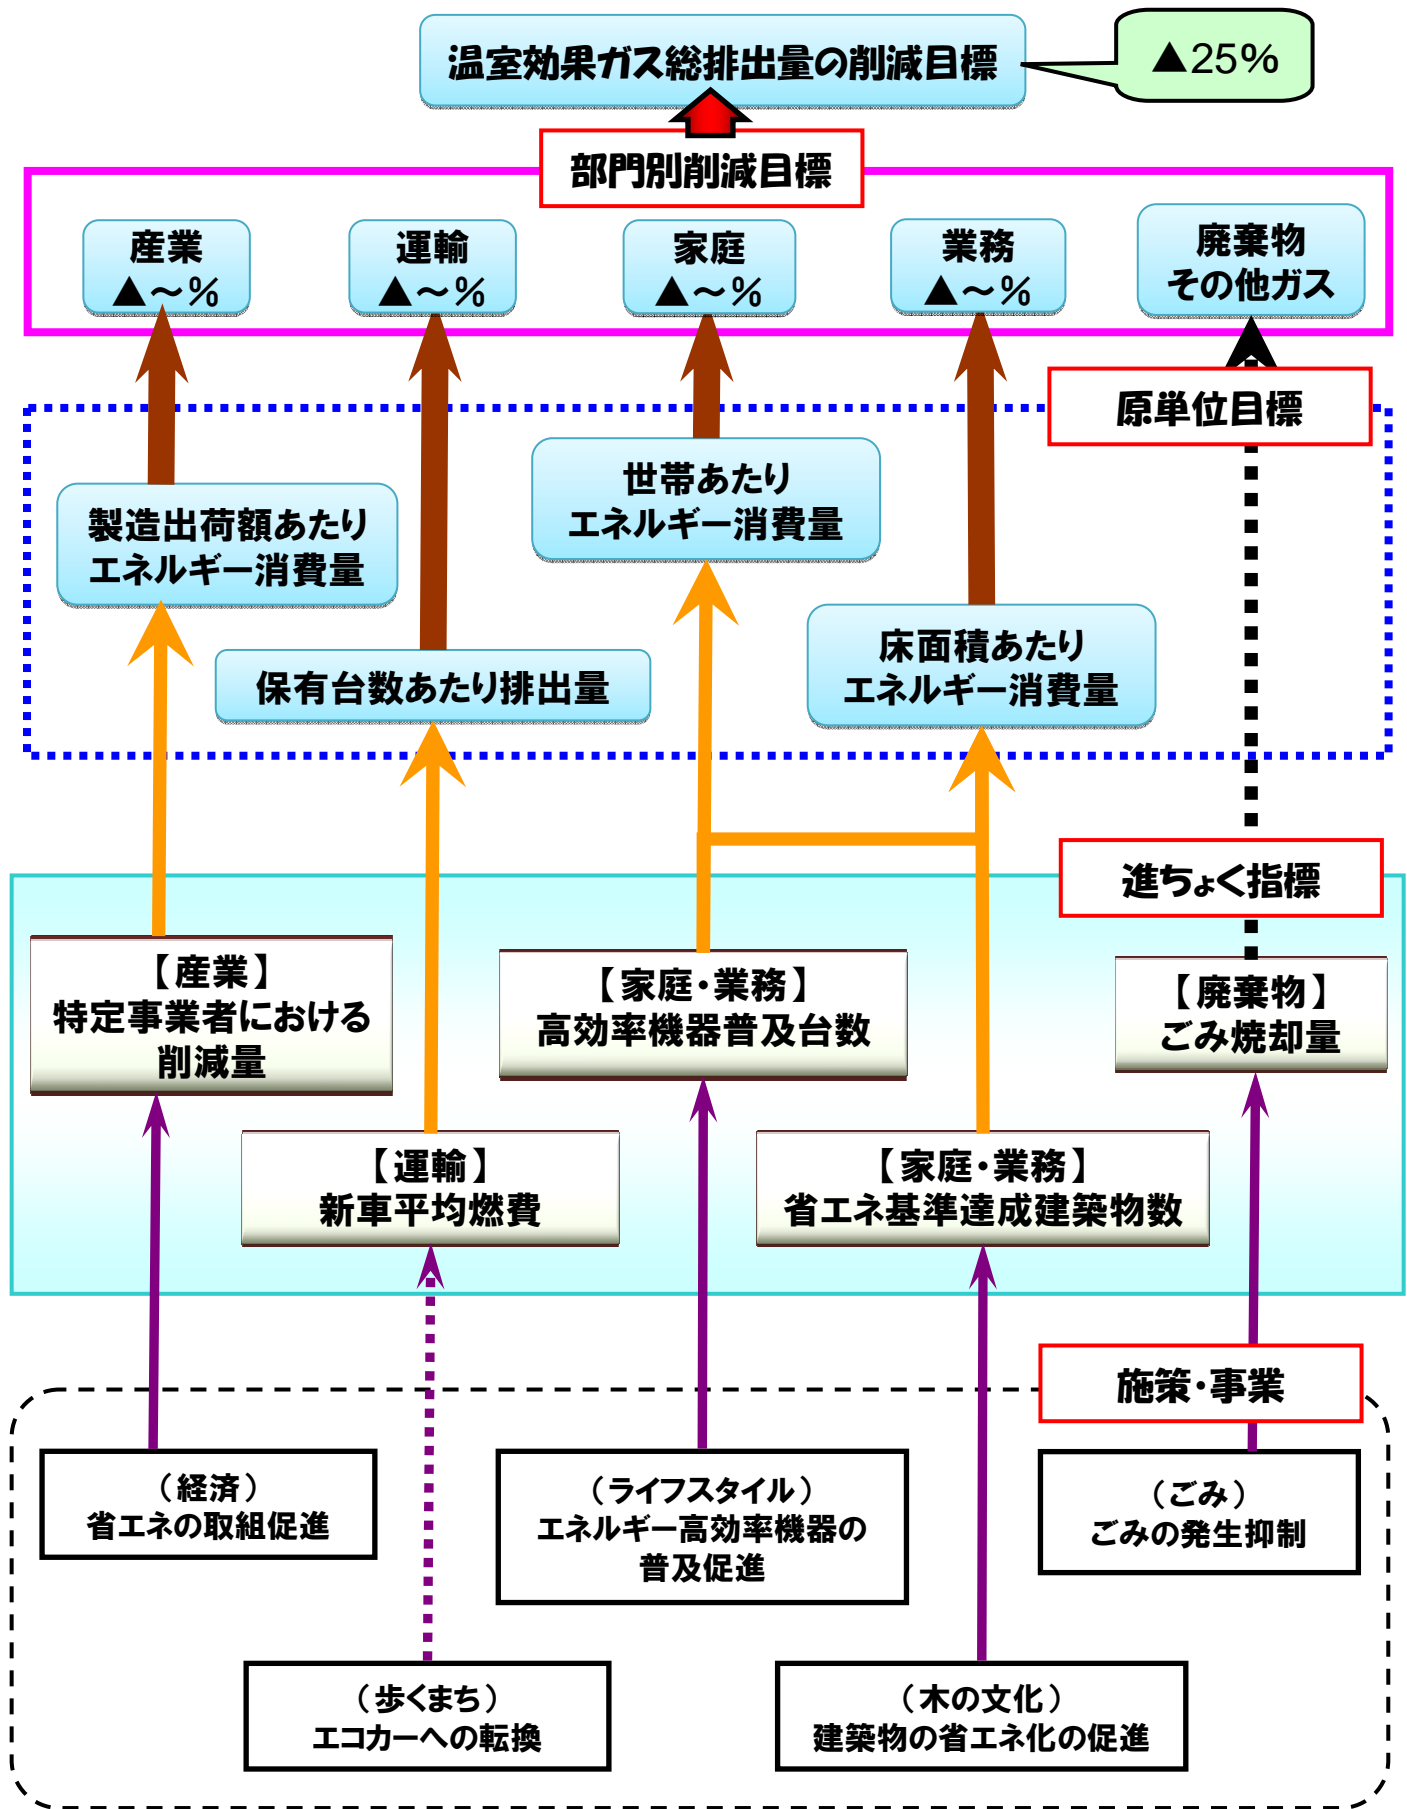 温室効果ガス総排出量の削減目標
▲25%
部門別削減目標
産業
▲～%
運輸
▲～%
家庭
▲～%
業務
▲～%
廃棄物
その他ガス
原単位目標
製造出荷額あたり
エネルギー消費量
世帯あたり
エネルギー消費量
保有台数あたり排出量
床面積あたり
エネルギー消費量
進ちょく指標
【産業】
特定事業者における
削減量
【家庭・業務】
高効率機器普及台数
【廃棄物】
ごみ焼却量
【運輸】
新車平均燃費
【家庭・業務】
省エネ基準達成建築物数
施策・事業
（経済）
省エネの取組促進
（ライフスタイル）
エネルギー高効率機器の
普及促進
（ごみ）
ごみの発生抑制
（歩くまち）
エコカーへの転換
（木の文化）
建築物の省エネ化の促進